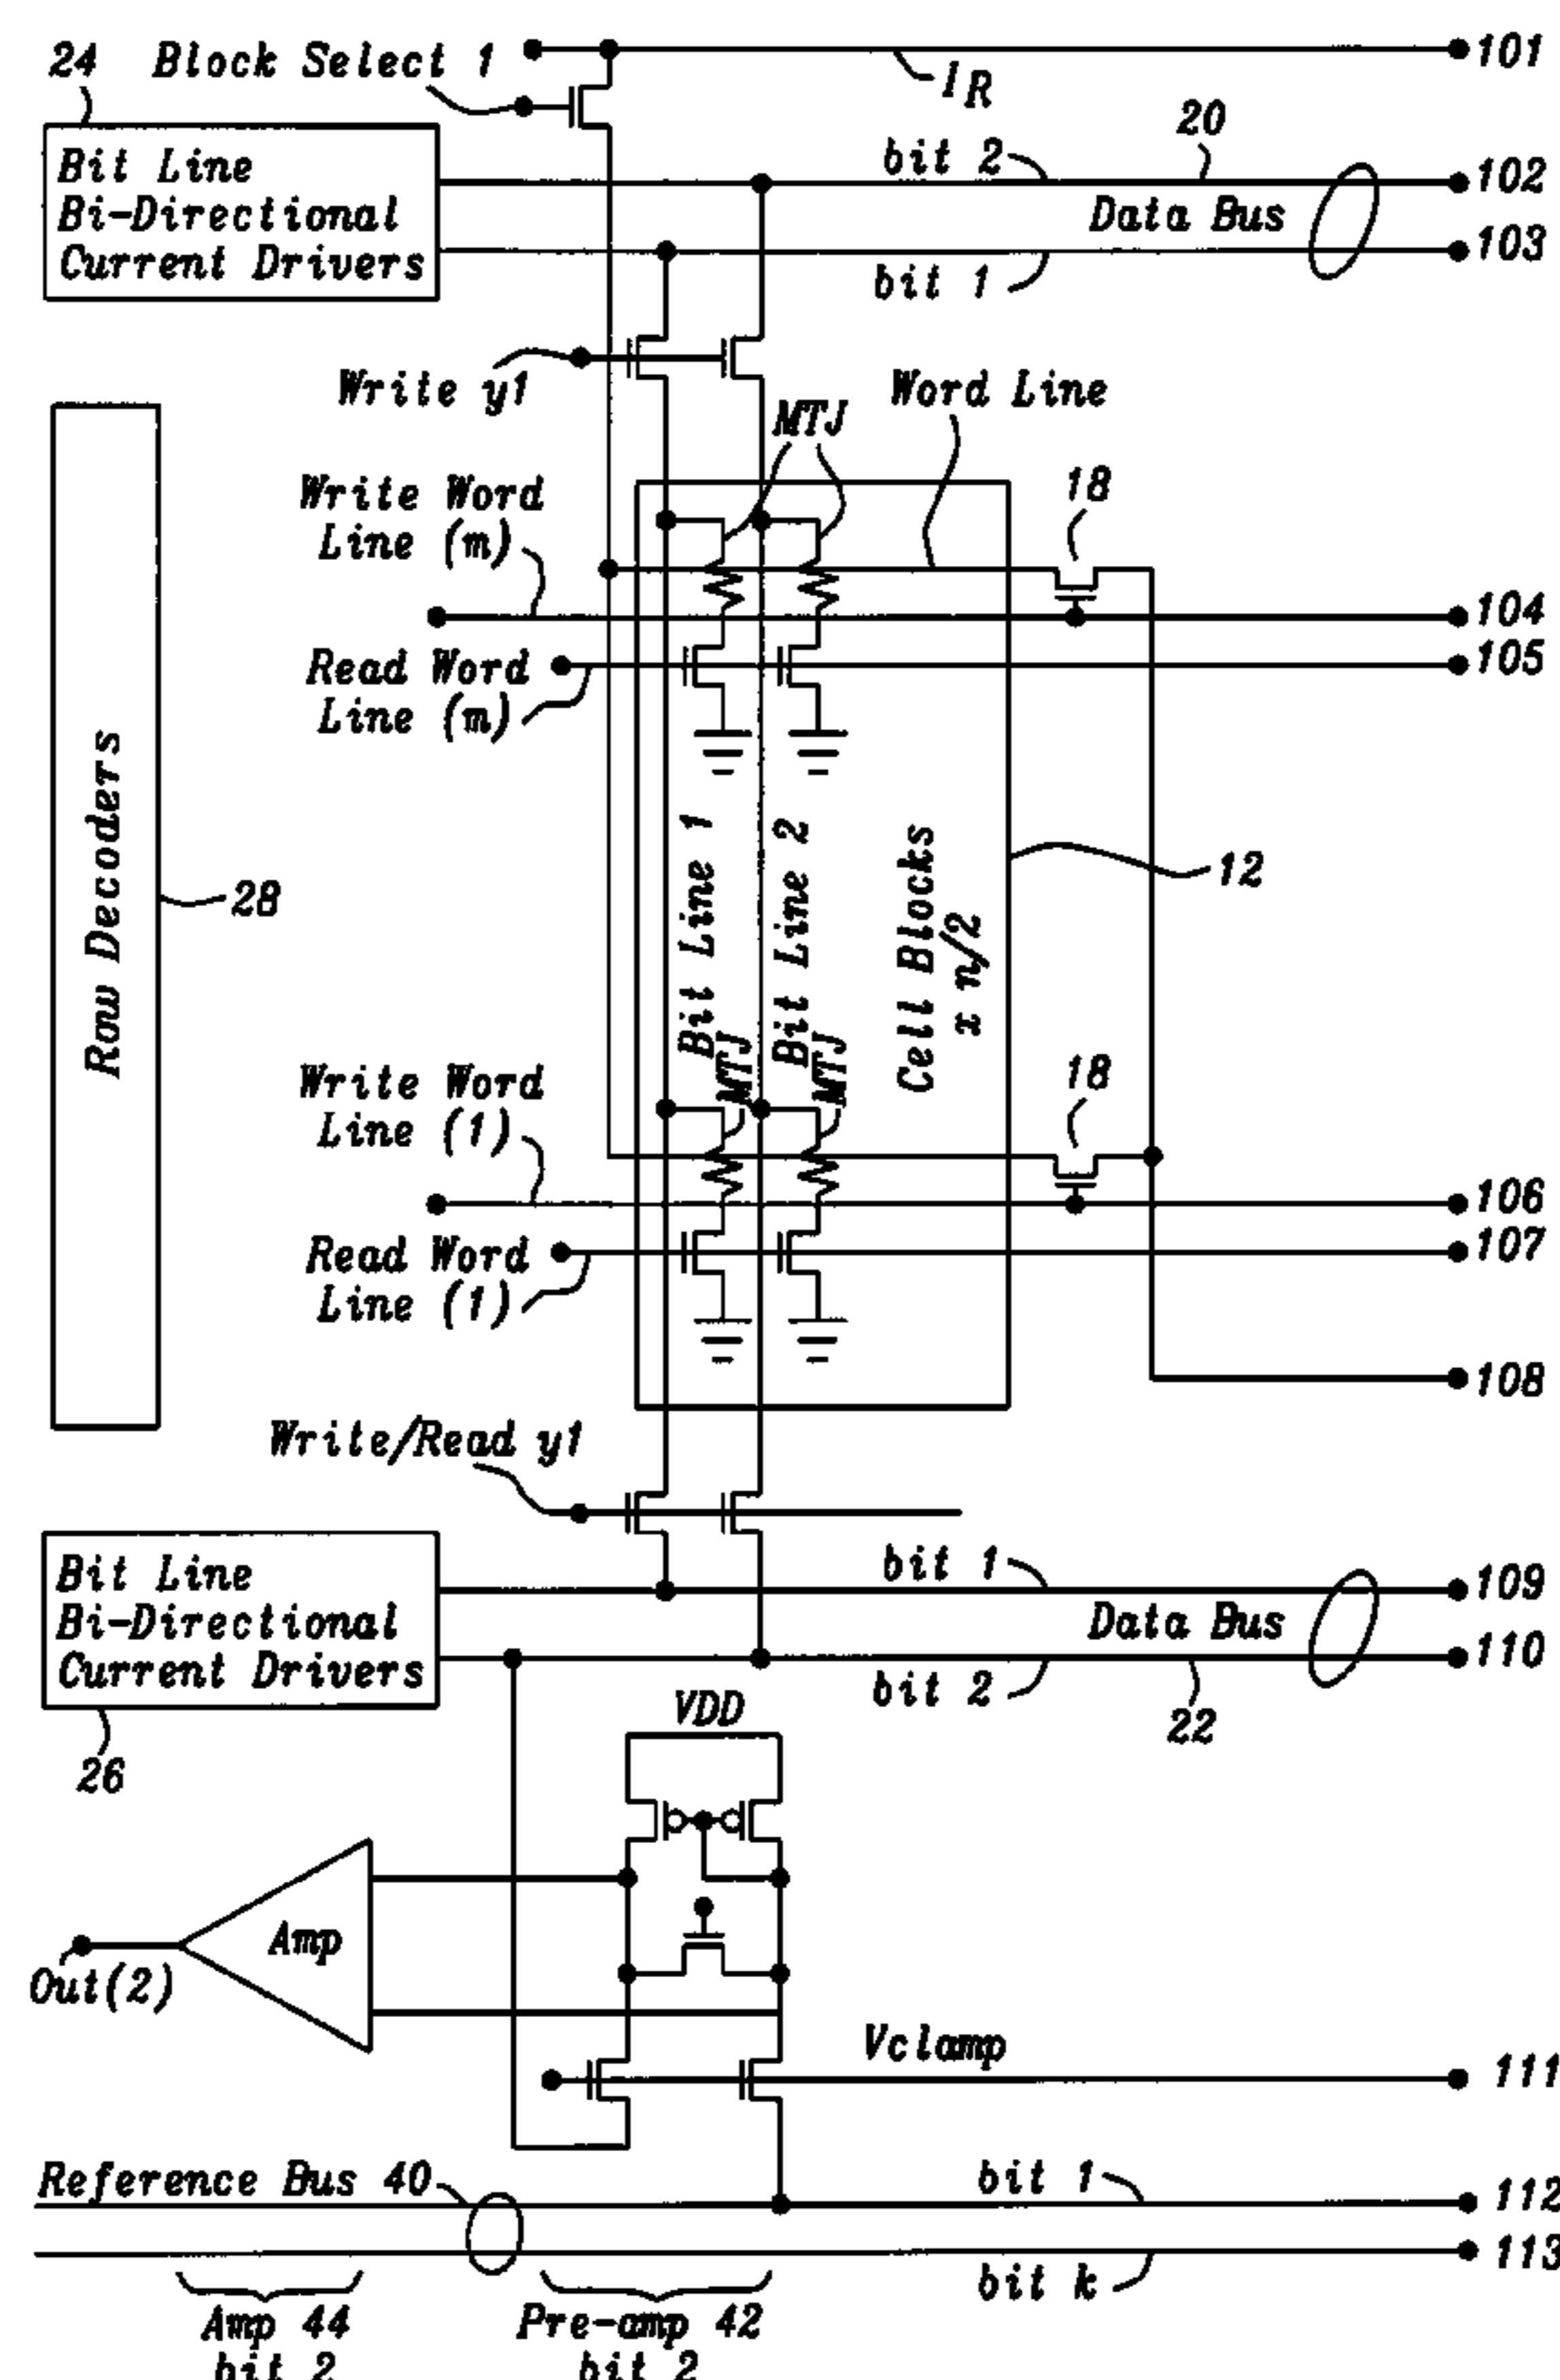 24 Block Select 1
101
IR
20
bit 2
102
Bit Line
Bi-Directional
Current Drivers
Data Bus
103
bit 1
Write y1
Word Line
MTJ
Write Word
Line (m)
18
104
Read Word
Line (m)
105
Row Decoders
28
Bit Line 1
Bit Line 2
Cell Blocks
x n/2
12
MTJ
MTJ
Write Word
Line (1)
18
106
Read Word
Line (1)
107
108
Write/Read y1
Bit Line
Bi-Directional
Current Drivers
bit 1
109
Data Bus
110
bit 2
22
26
VDD
Amp
Out(2)
Vclamp
111
Reference Bus 40
bit 1
112
113
bit k
Amp 44
bit 2
Pre-amp 42
bit 2